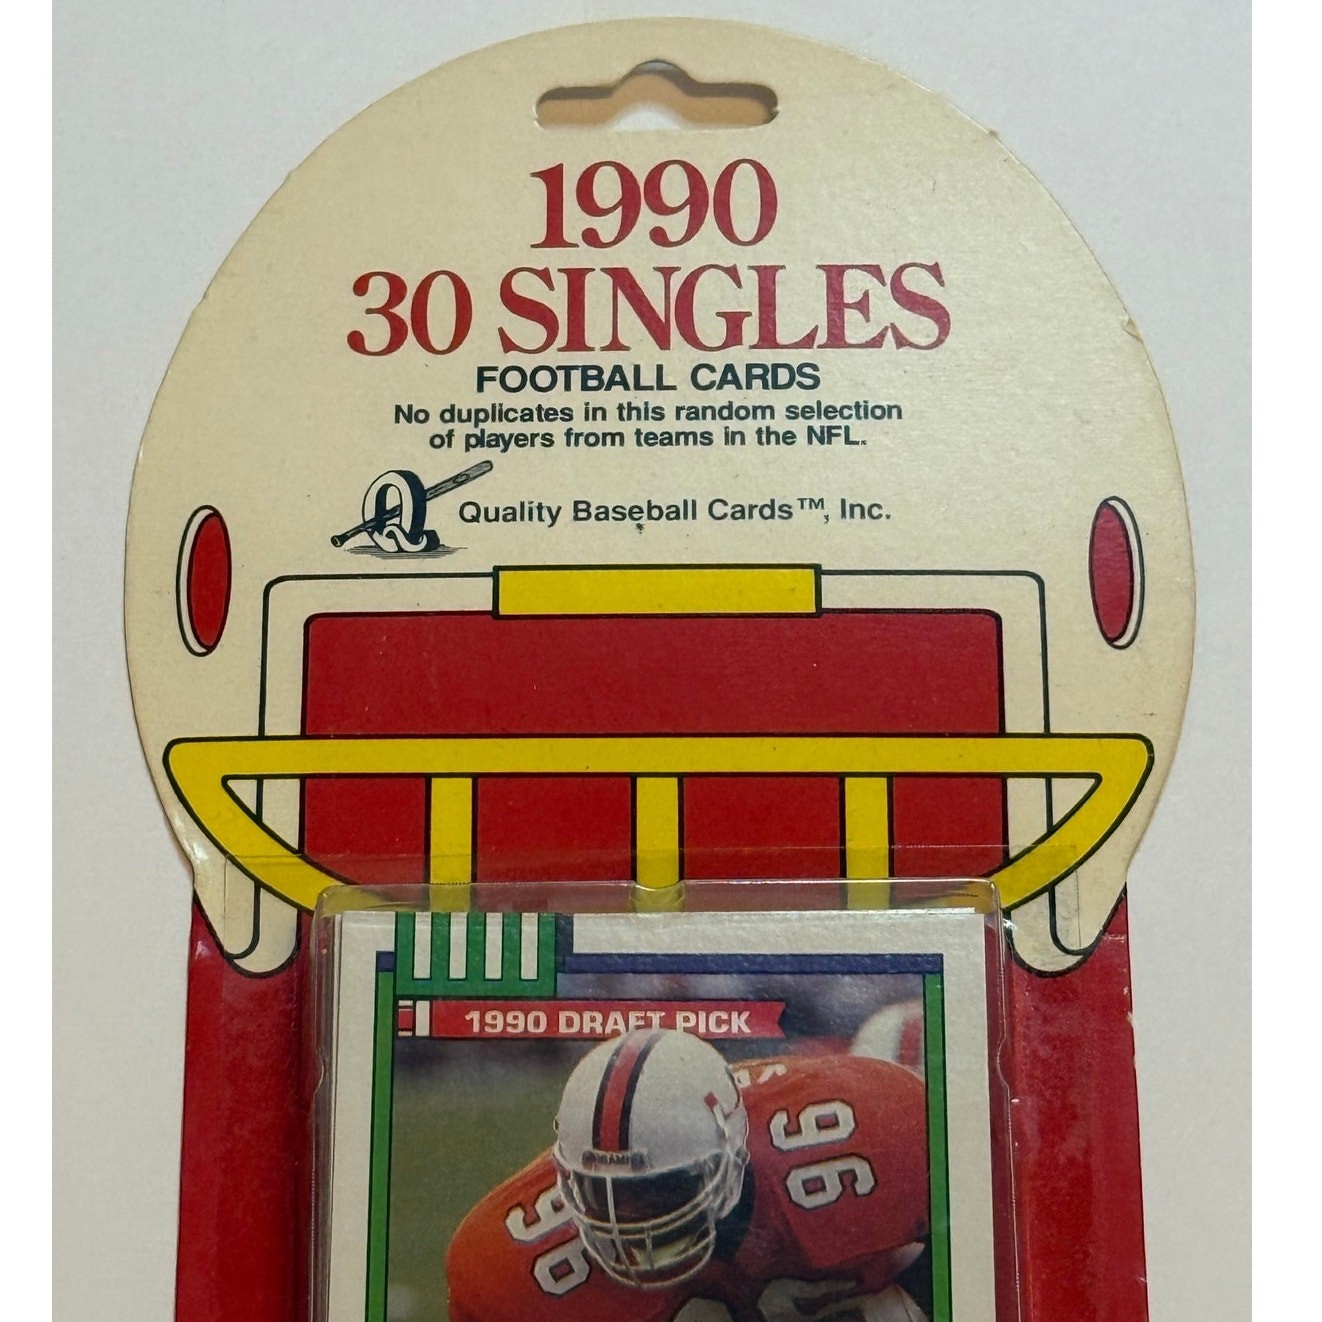 1990
30 SINGLES
FOOTBALL CARDS
No duplicates in this random selection
of players from teams in the NFL.
Q
Quality Baseball Cards™, Inc.
1990 DRAFT PICK
MIAMI
96
96